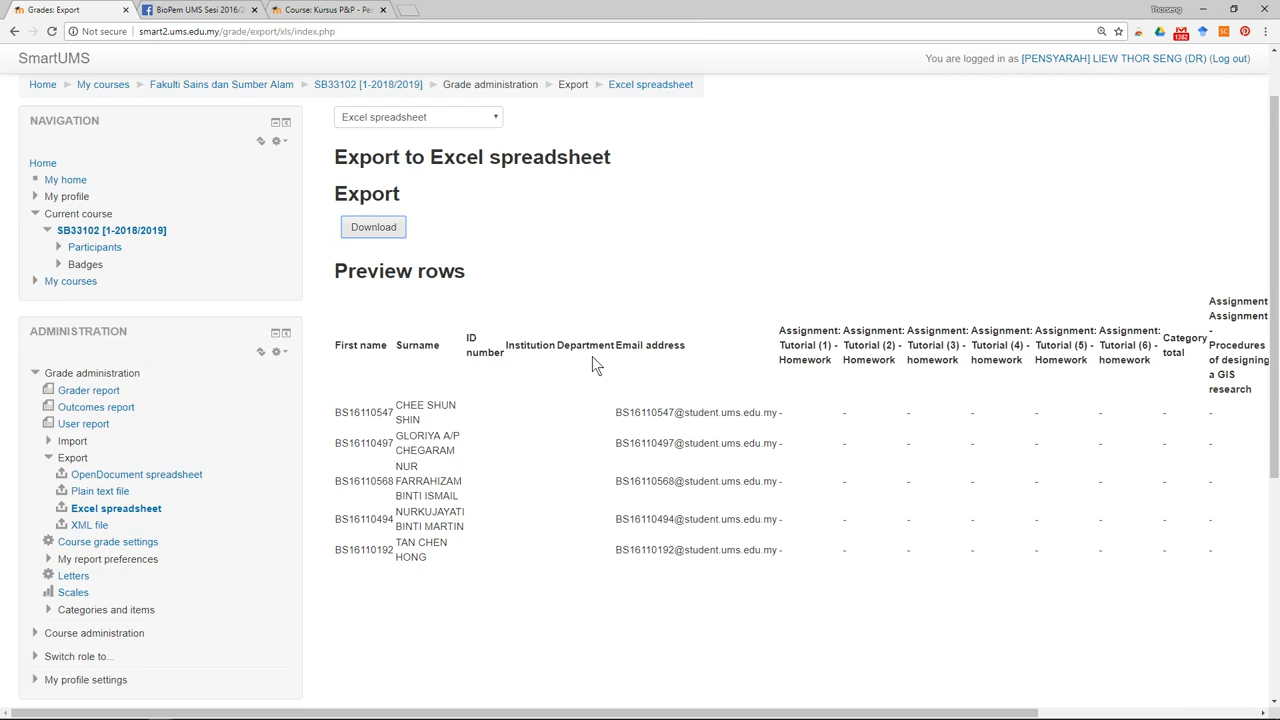 Grades: Export
BioPem UMS Sesi 2016/2
Course: Kursus P&P - Pe
Not secure
smart2.ums.edu.my/grade/export/xls/index.php
Thorseng
1382
SC
SmartUMS
You are logged in as [PENSYARAH] LIEW THOR SENG (DR) (Log out)
Home
My courses
Fakulti Sains dan Sumber Alam
SB33102 [1-2018/2019]
Grade administration
Export
Excel spreadsheet
NAVIGATION
Home
My home
My profile
Current course
SB33102 [1-2018/2019]
Participants
Badges
My courses
ADMINISTRATION
Grade administration
Grader report
Outcomes report
User report
Import
Export
OpenDocument spreadsheet
Plain text file
Excel spreadsheet
XML file
Course grade settings
My report preferences
Letters
Scales
Categories and items
Course administration
Switch role to...
My profile settings
Excel spreadsheet
Export to Excel spreadsheet
Export
Download
Preview rows
First name
Surname
ID
number
Institution
Department
Email address
Assignment:
Tutorial (1) -
Homework
Assignment:
Tutorial (2) -
Homework
Assignment:
Tutorial (3) -
homework
Assignment:
Tutorial (4) -
homework
Assignment:
Tutorial (5) -
Homework
Assignment:
Tutorial (6) -
homework
Category
total
Assignment:
Assignment
-
Procedures
of designing
a GIS
research
BS16110547
CHEE SHUN
SHIN
BS16110547@student.ums.edu.my - - - - - - - -
BS16110497
GLORIYA A/P
CHEGARAM
BS16110497@student.ums.edu.my - - - - - - - -
BS16110568
NUR
FARRAHIZAM
BINTI ISMAIL
BS16110568@student.ums.edu.my - - - - - - - -
BS16110494
NURKUJAYATI
BINTI MARTIN
BS16110494@student.ums.edu.my - - - - - - - -
BS16110192
TAN CHEN
HONG
BS16110192@student.ums.edu.my - - - - - - - -